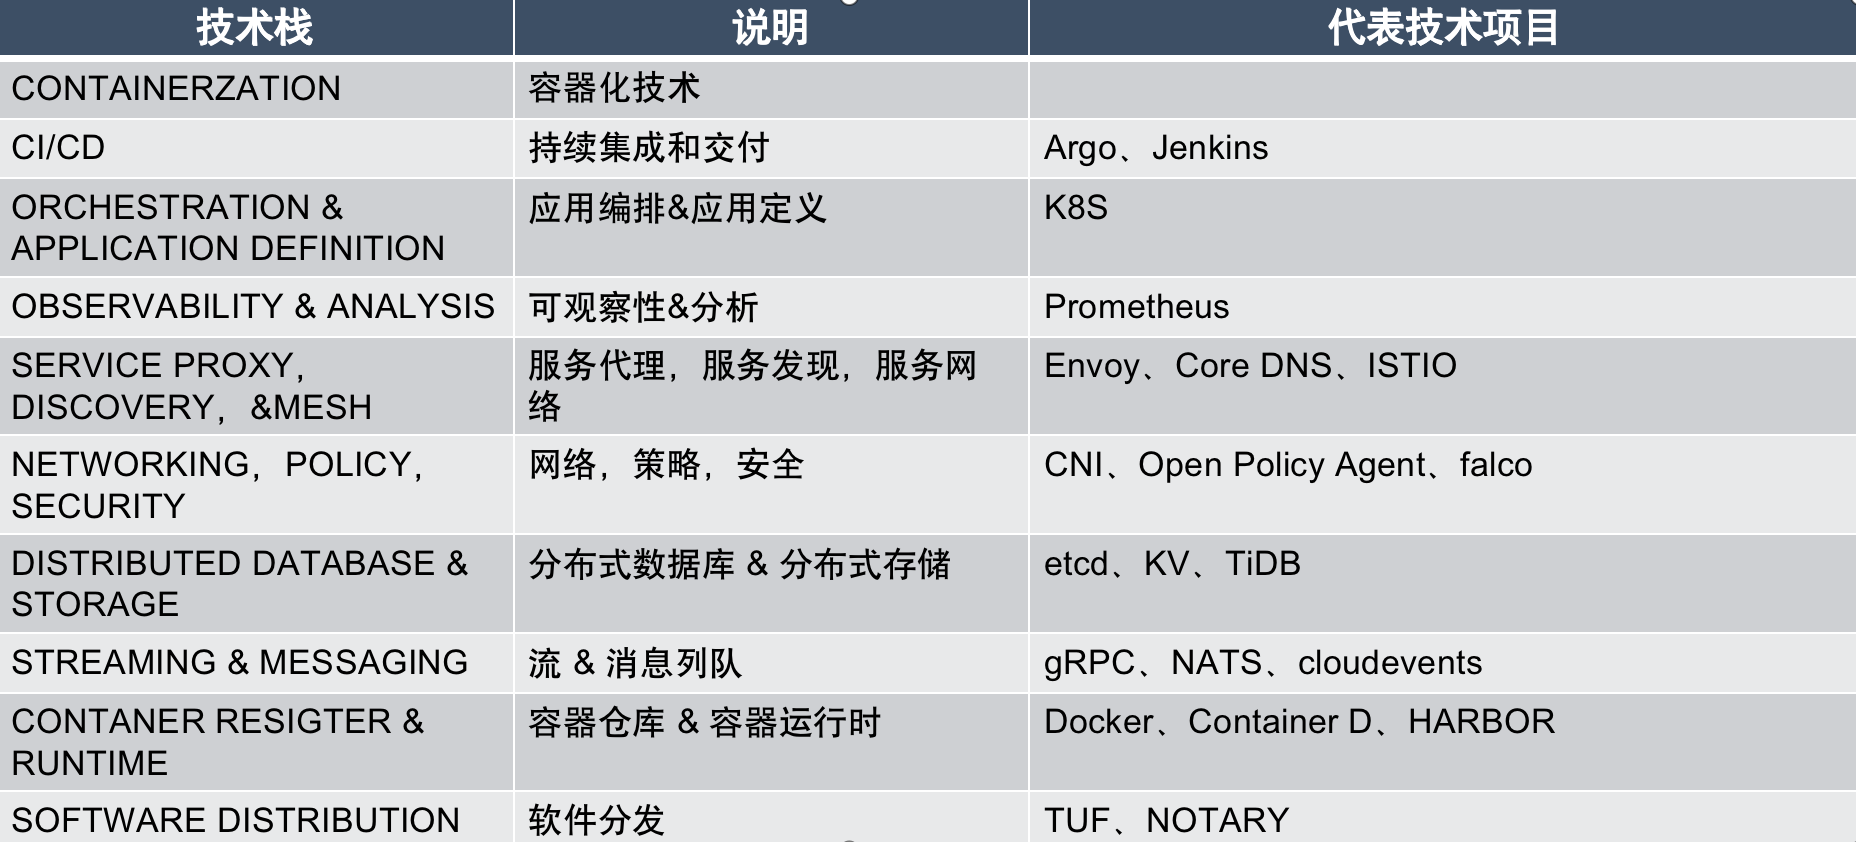 技术栈 说明 代表技术项目
CONTAINERZATION 容器化技术
CI/CD 持续集成和交付 Argo、Jenkins
ORCHESTRATION & 应用编排&应用定义 K8S
APPLICATION DEFINITION
OBSERVABILITY & ANALYSIS 可观察性&分析 Prometheus
SERVICE PROXY， 服务代理，服务发现，服务网 Envoy、Core DNS、ISTIO
DISCOVERY，&MESH 络
NETWORKING，POLICY， 网络，策略，安全 CNI、Open Policy Agent、falco
SECURITY
DISTRIBUTED DATABASE & 分布式数据库 & 分布式存储 etcd、KV、TiDB
STORAGE
STREAMING & MESSAGING 流 & 消息列队 gRPC、NATS、cloudevents
CONTANER RESIGTER & 容器仓库 & 容器运行时 Docker、Container D、HARBOR
RUNTIME
SOFTWARE DISTRIBUTION 软件分发 TUF、NOTARY